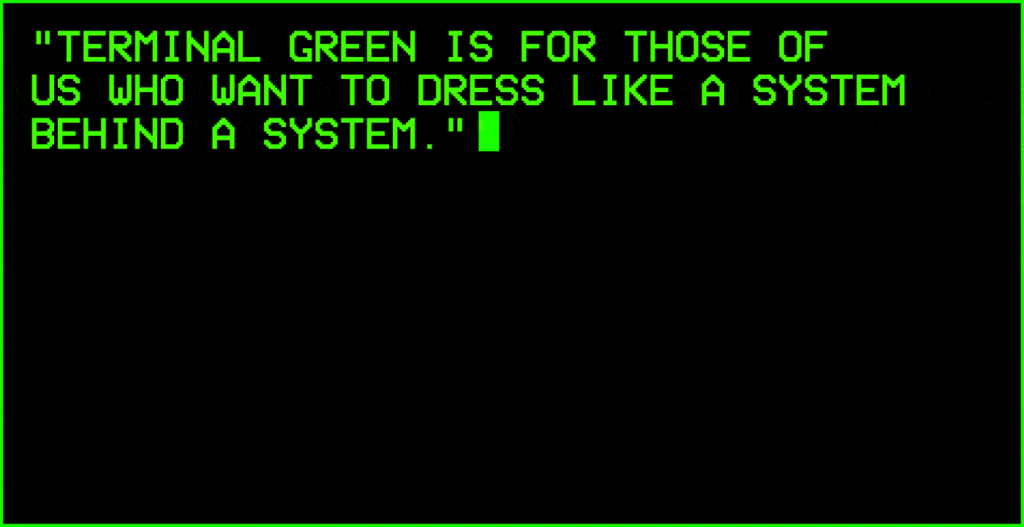 "TERMINAL GREEN IS FOR THOSE OF
US WHO WANT TO DRESS LIKE A SYSTEM
BEHIND A SYSTEM."